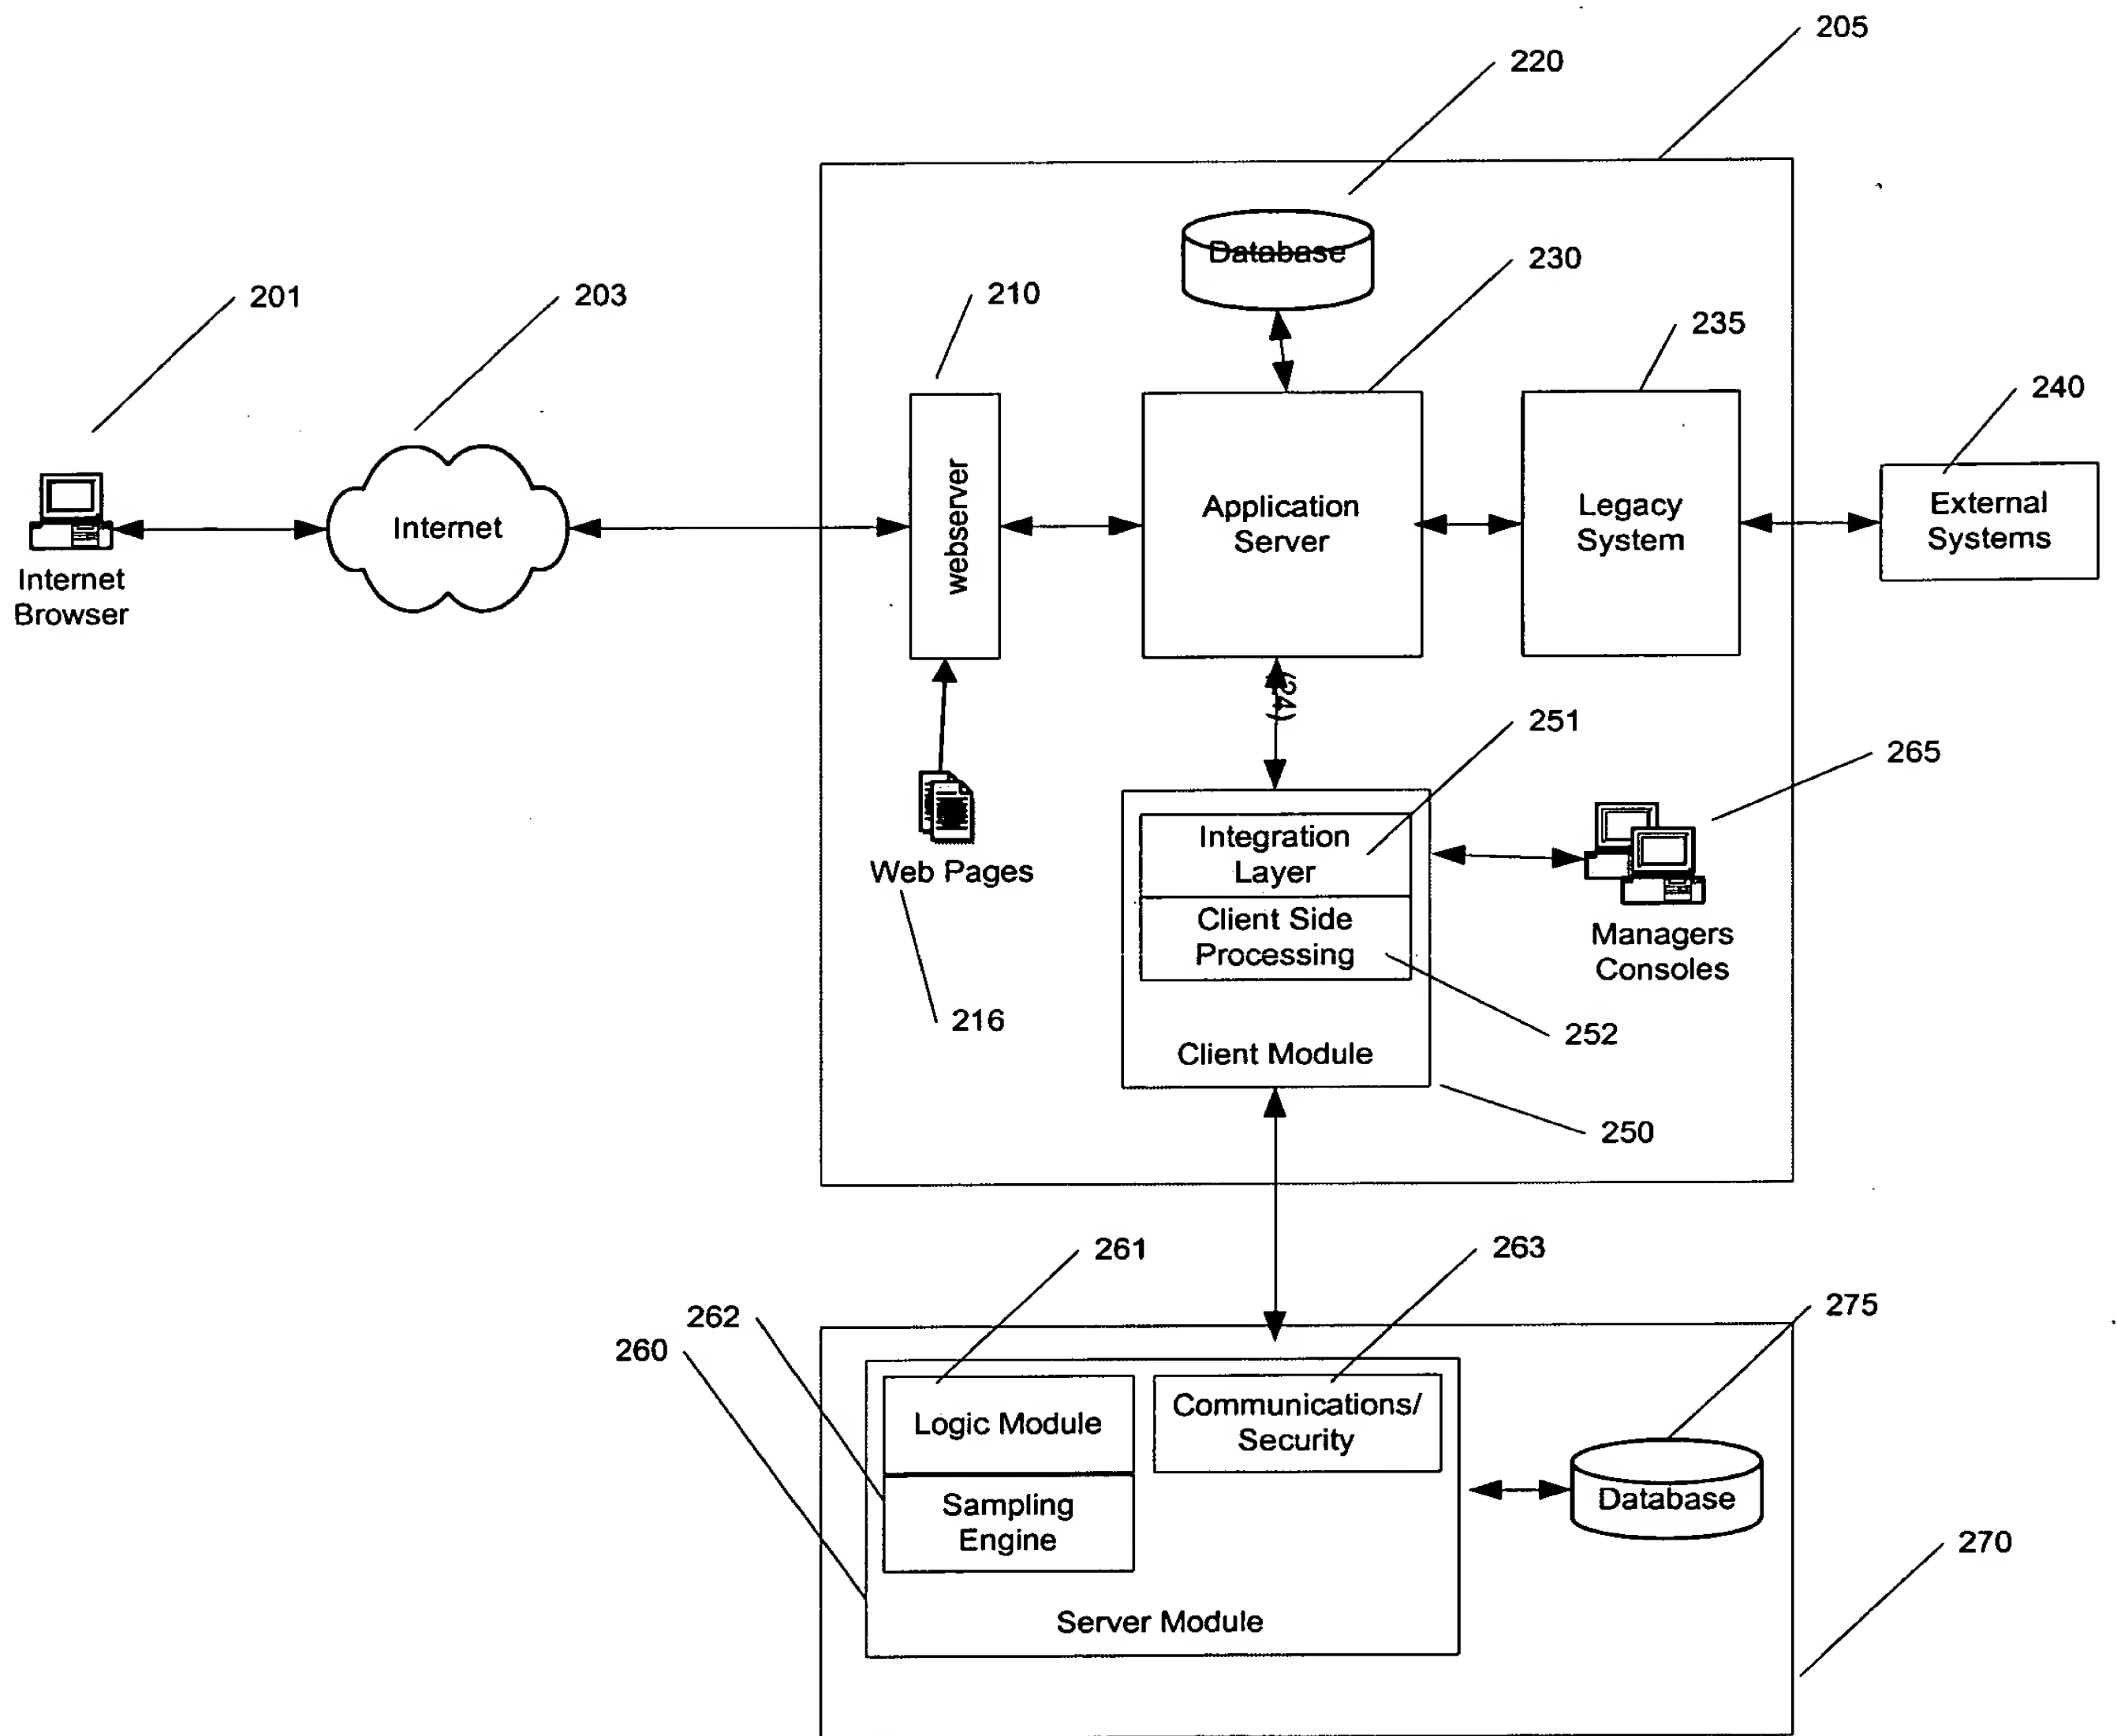 205
220
Database
230
201
203
210
235
240
webserver
Application
Server
Legacy
System
External
Systems
Internet
Internet
Browser
(24)
251
265
Integration
Layer
Web Pages
Client Side
Processing
Managers
Consoles
216
252
Client Module
250
261
263
275
262
260
Logic Module
Communications/
Security
Sampling
Engine
Database
270
Server Module